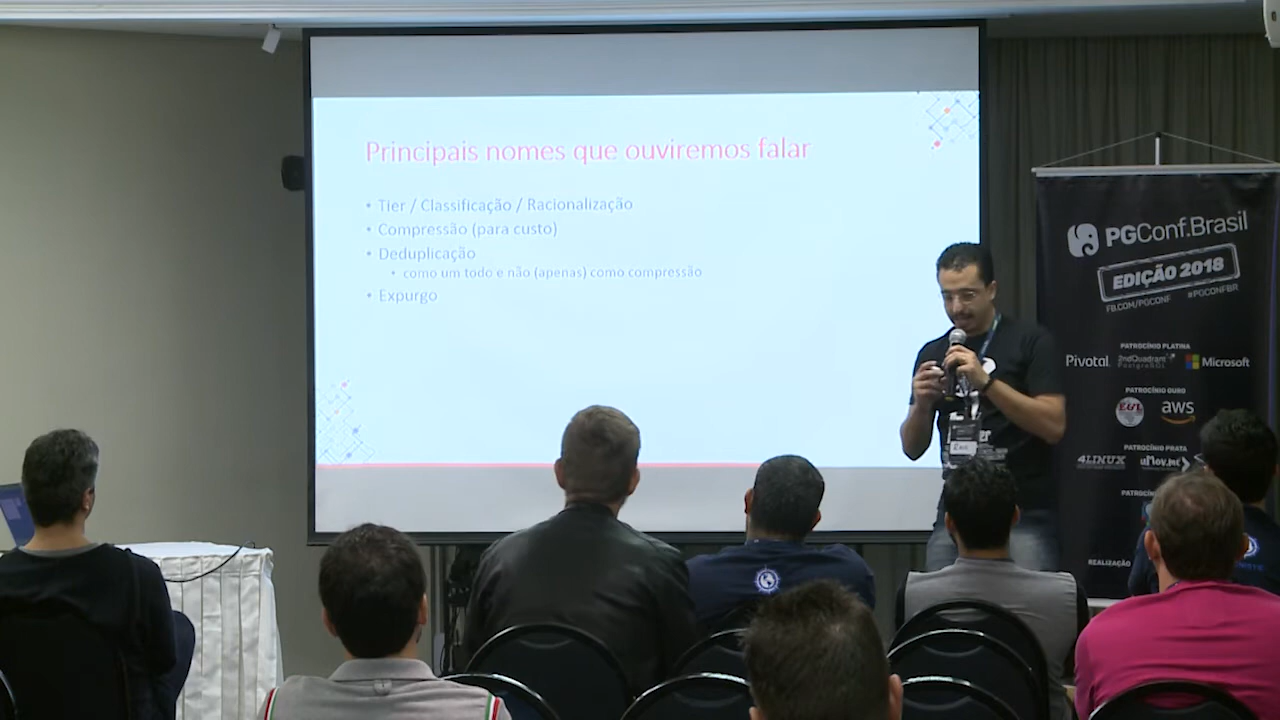 Principais nomes que ouviremos falar
• Tier / Classificação / Racionalização
• Compressão (para custo)
• Deduplicação
• como um todo e não (apenas) como compressão
• Expurgo
PGConf.Brasil
EDIÇÃO 2018
FB.COM/PGCONF #PGCONFBR
PATROCÍNIO PLATINA
Pivotal 2ndQuadrant PostgreSQL Microsoft
PATROCÍNIO OURO
aws
PATROCÍNIO PRATA
4LINUX
REALIZAÇÃO